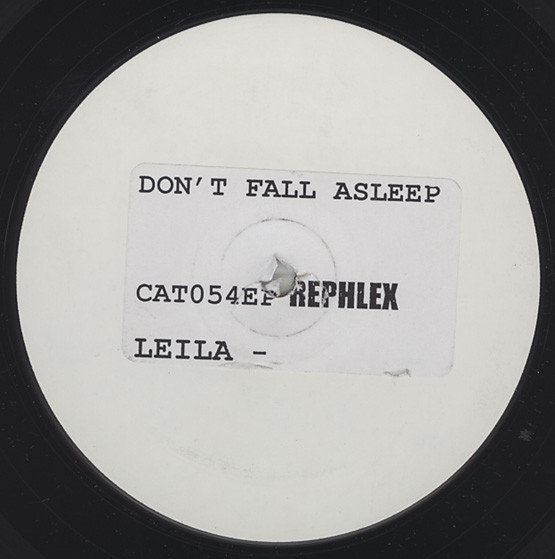 DON'T FALL ASLEEP
CAT054EP REPHLEX
LEILA -